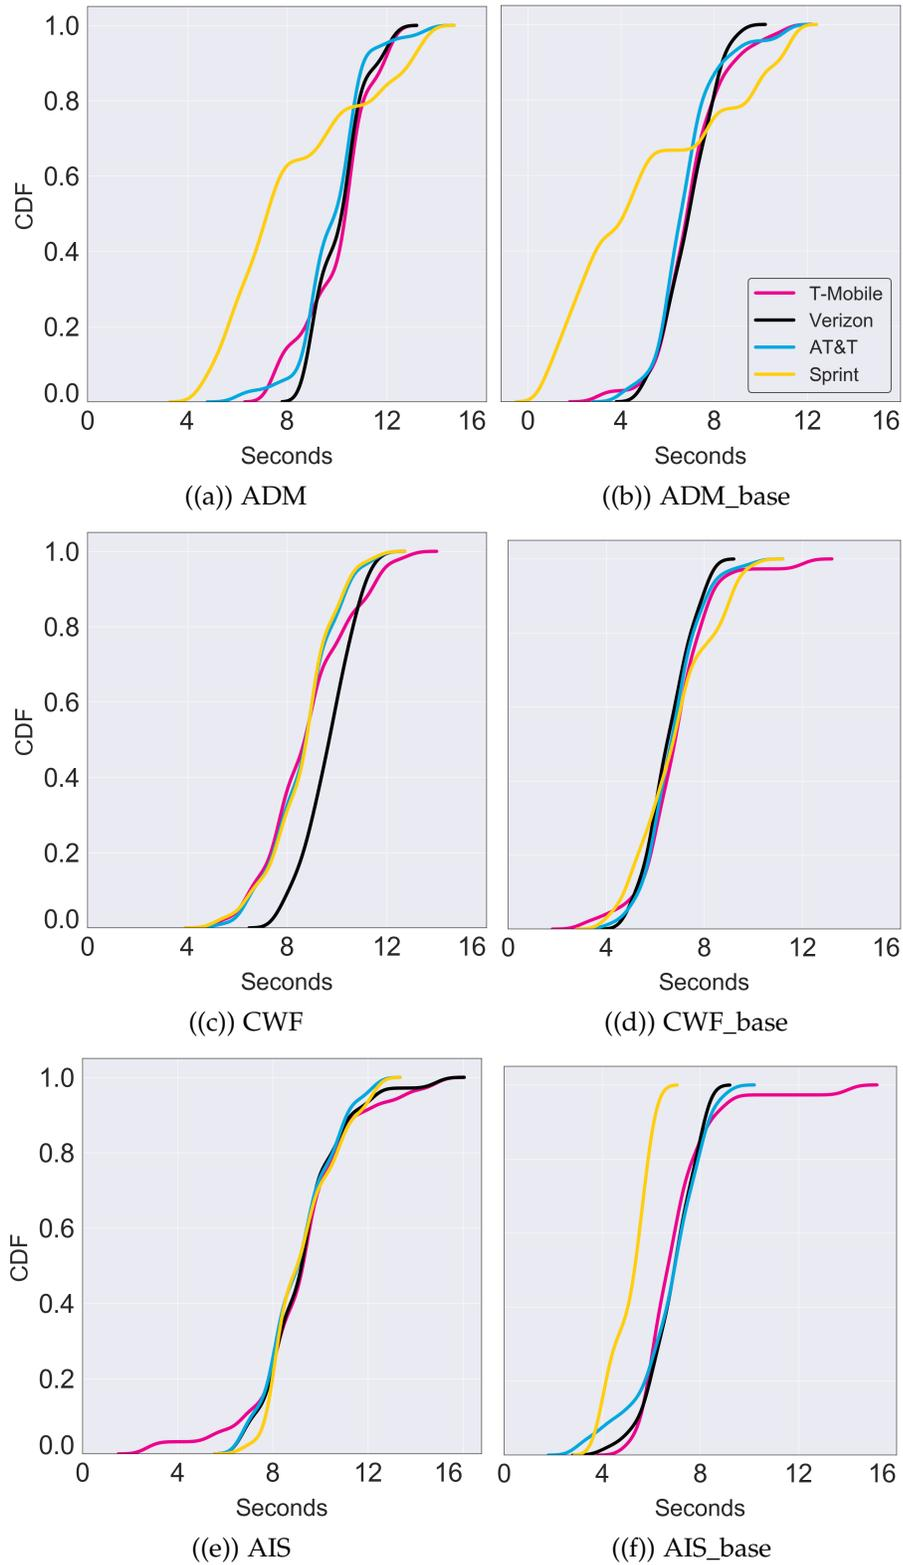 1.0
0.8
0.6
0.4
0.2
0.0
CDF
0 4 8 12 16
Seconds
((a)) ADM
T-Mobile
Verizon
AT&T
Sprint
0 4 8 12 16
Seconds
((b)) ADM_base
1.0
0.8
0.6
0.4
0.2
0.0
CDF
0 4 8 12 16
Seconds
((c)) CWF
0 4 8 12 16
Seconds
((d)) CWF_base
1.0
0.8
0.6
0.4
0.2
0.0
CDF
0 4 8 12 16
Seconds
((e)) AIS
0 4 8 12 16
Seconds
((f)) AIS_base